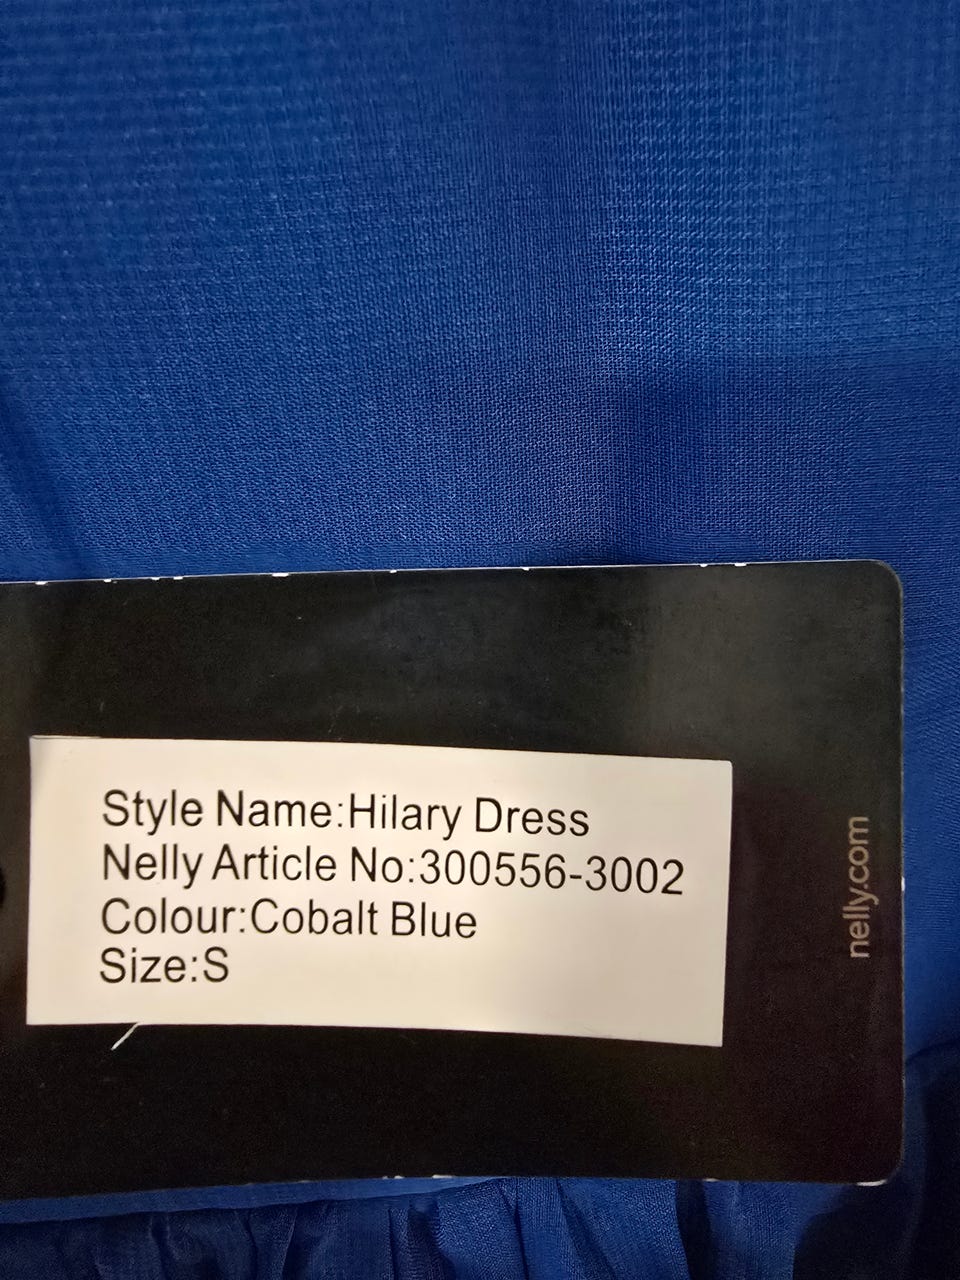 Style Name:Hilary Dress
Nelly Article No:300556-3002
Colour:Cobalt Blue
Size:S
nelly.com